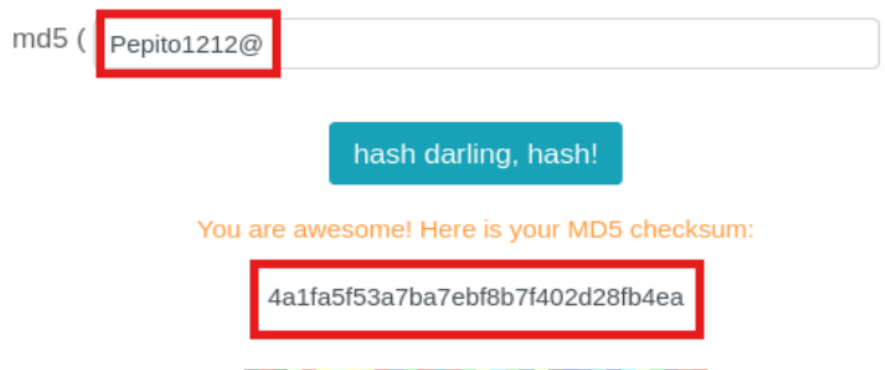 md5 ( Pepito1212@
hash darling, hash!
You are awesome! Here is your MD5 checksum:
4a1fa5f53a7ba7ebf8b7f402d28fb4ea